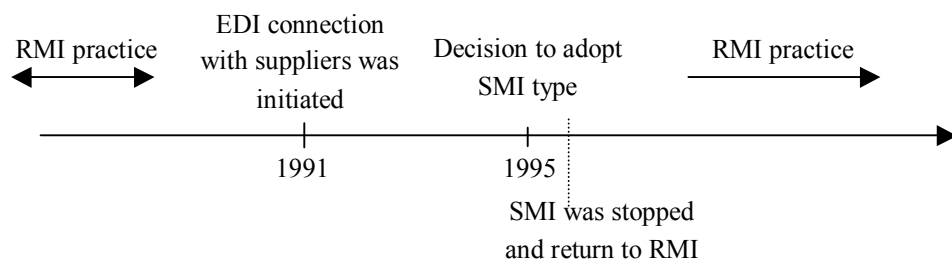 RMI practice
EDI connection
with suppliers was
initiated
Decision to adopt
SMI type
RMI practice
1991
1995
SMI was stopped
and return to RMI